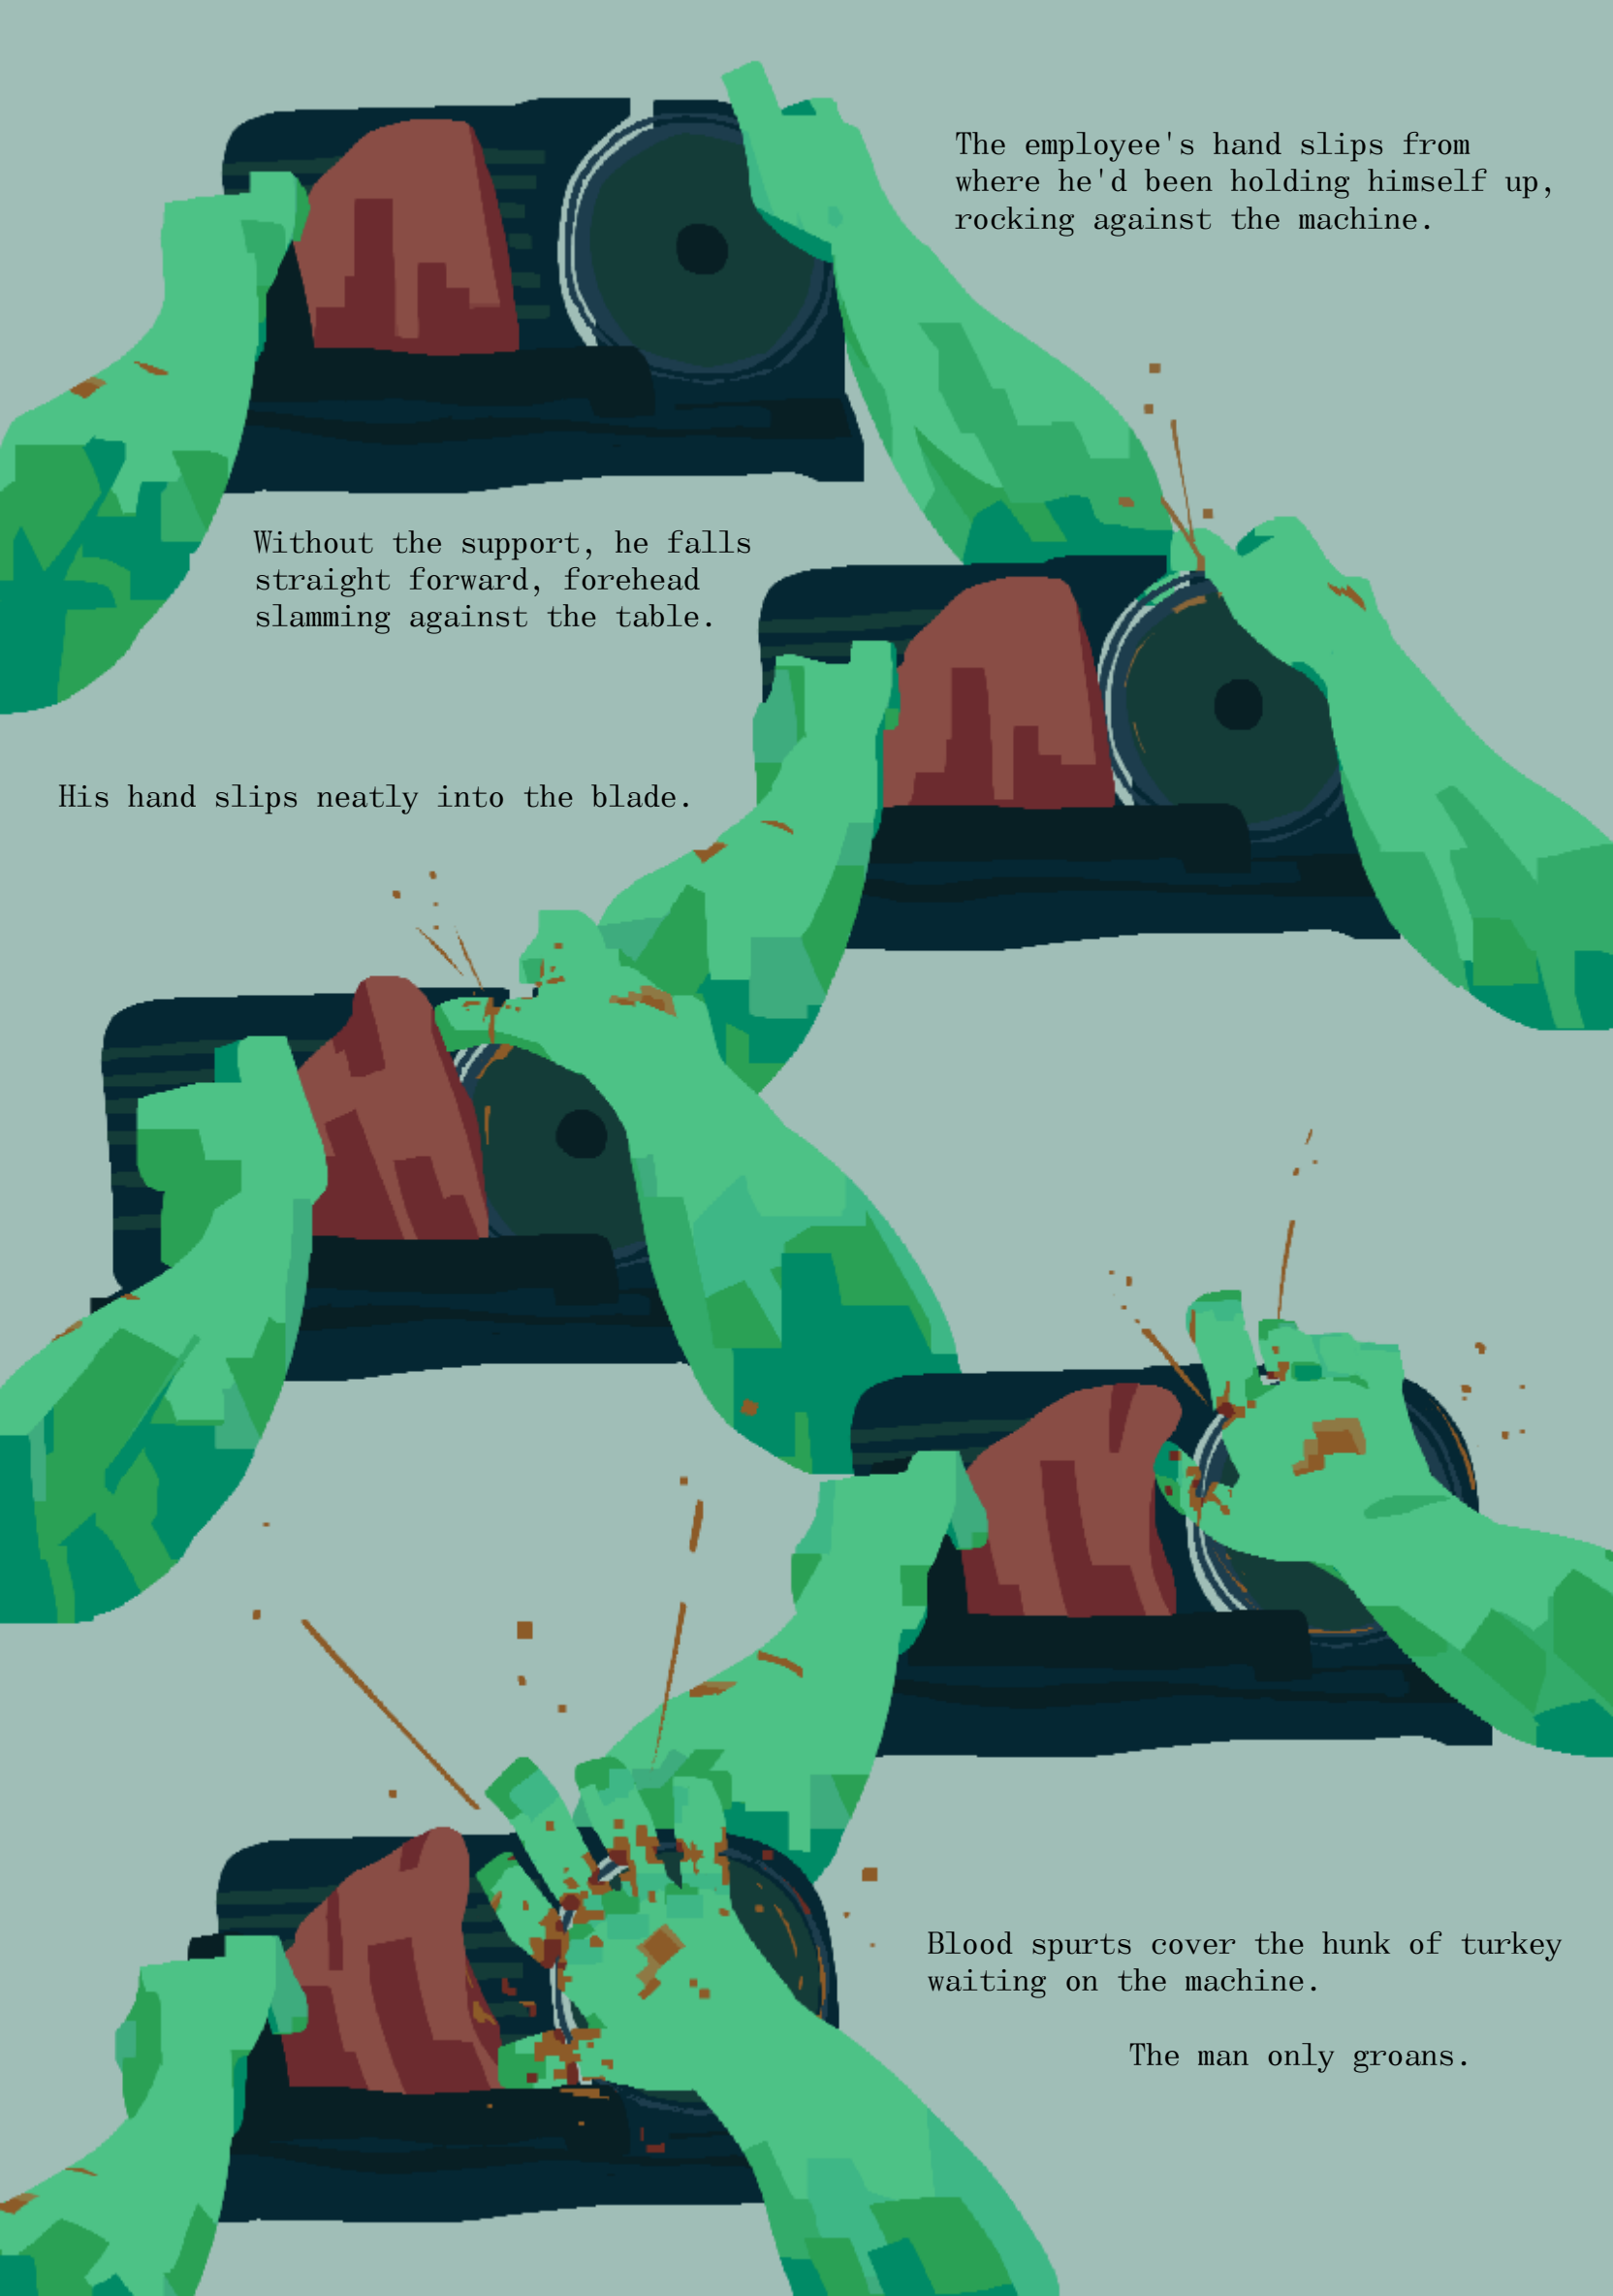 The employee's hand slips from
where he'd been holding himself up,
rocking against the machine.
Without the support, he falls
straight forward, forehead
slamming against the table.
His hand slips neatly into the blade.
Blood spurts cover the hunk of turkey
waiting on the machine.
The man only groans.